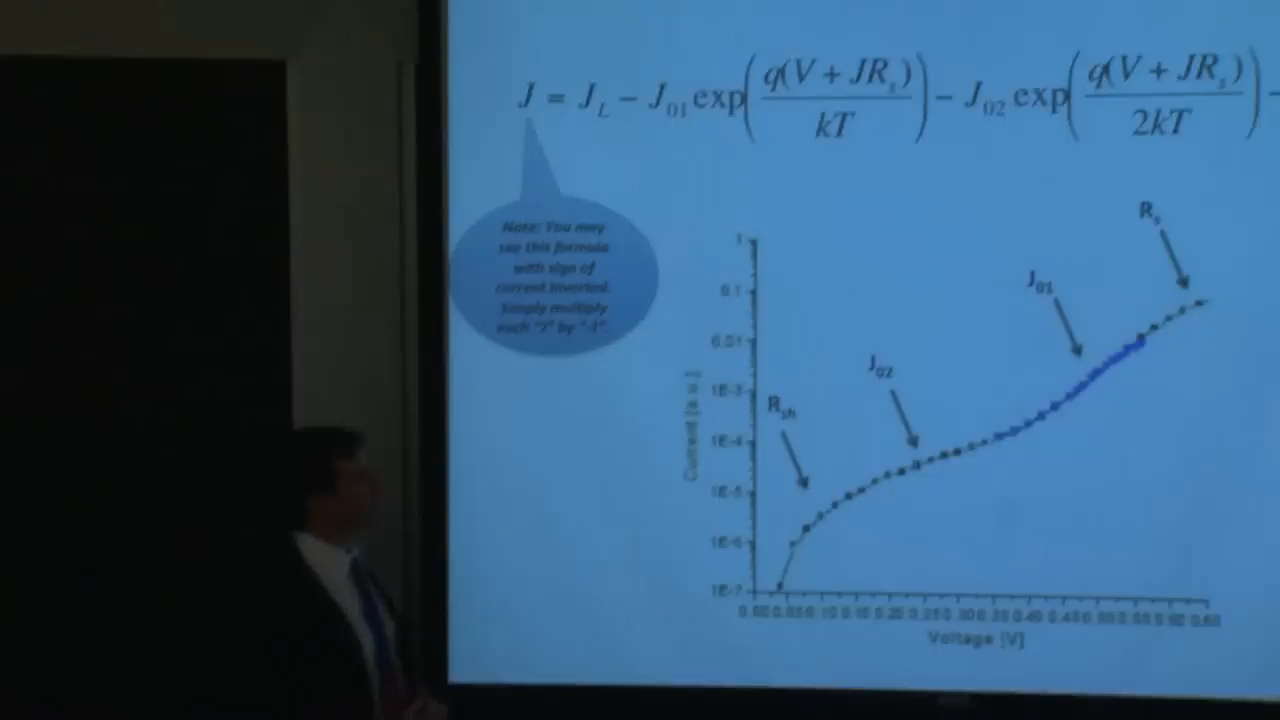 J = J_L − J_01 exp( q(V + JR_s) / kT ) − J_02 exp( q(V + JR_s) / 2kT ) −
Note: You may
see this formula
with sign of
current inverted.
Simply multiply
each "J" by "-1".
R_s
J_01
J_02
R_sh
1
0.1
0.01
1E-3
1E-4
1E-5
1E-6
1E-7
Current [a.u.]
0.00 0.05 0.10 0.15 0.20 0.25 0.30 0.35 0.40 0.45 0.50 0.55 0.60 0.65
Voltage [V]